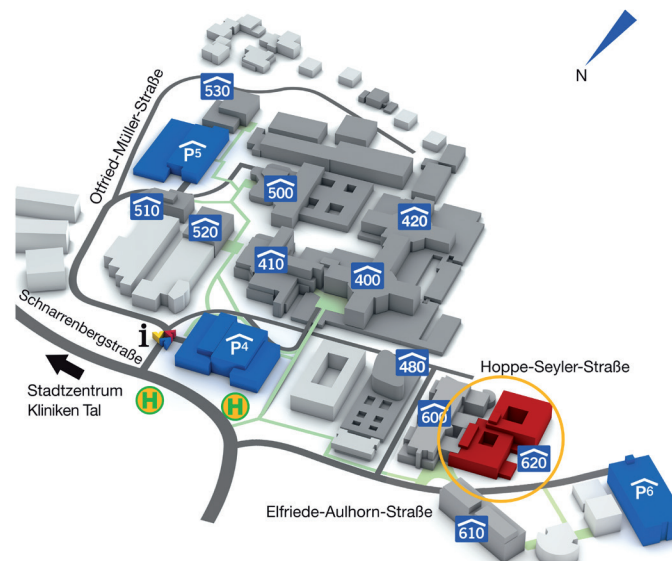 530
N
Otfried-Müller-Straße
P5
500
510
520
420
410
400
Schnarrenbergstraße
i
P4
Stadtzentrum
Kliniken Tal
H
H
480
Hoppe-Seyler-Straße
600
620
P6
Elfriede-Aulhorn-Straße
610